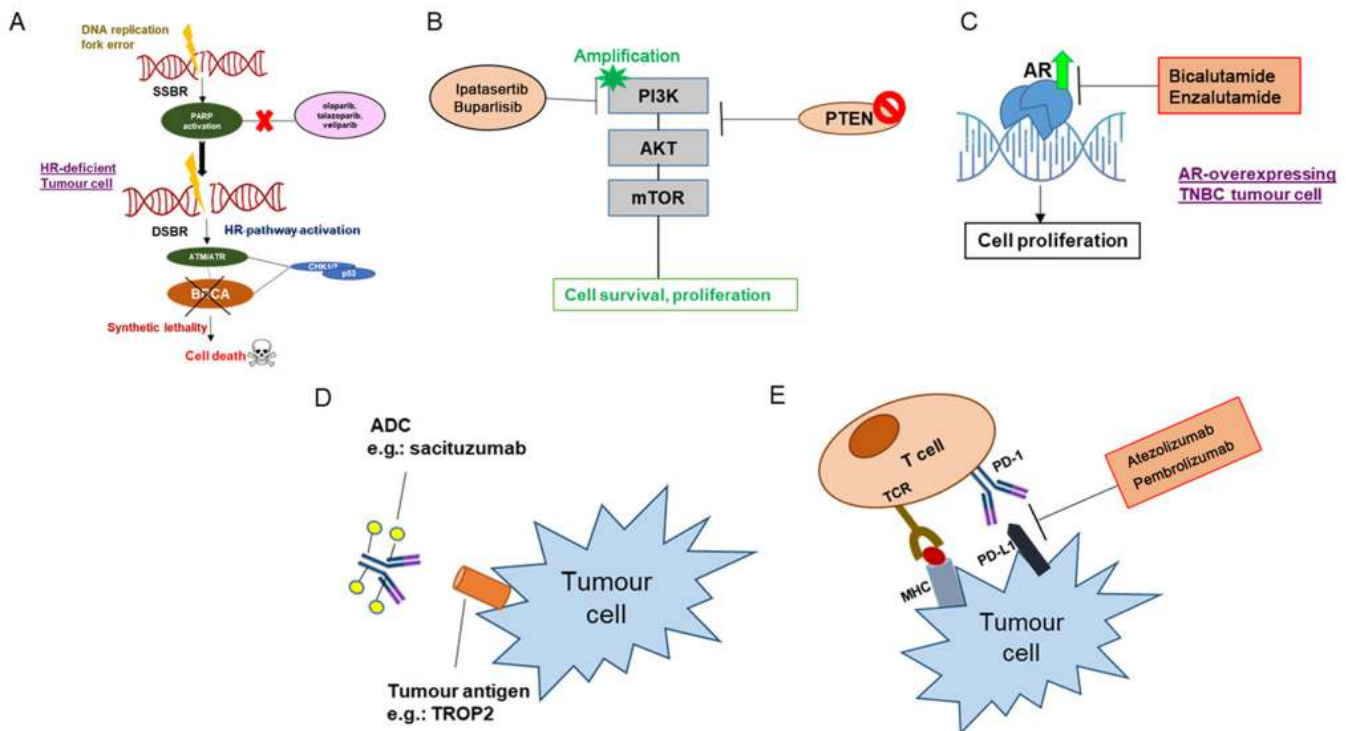 A
DNA replication
fork error
SSBR
PARP
activation
olaparib,
talazoparib,
veliparib
HR-deficient
Tumour cell
DSBR
HR pathway activation
ATM/ATR
CHK1/2
p53
BRCA
Synthetic lethality
Cell death
B
Amplification
Ipatasertib
Buparlisib
PI3K
PTEN
AKT
mTOR
Cell survival, proliferation
C
AR
Bicalutamide
Enzalutamide
AR-overexpressing
TNBC tumour cell
Cell proliferation
D
ADC
e.g.: sacituzumab
Tumour
cell
Tumour antigen
e.g.: TROP2
E
T cell
PD-1
TCR
Atezolizumab
Pembrolizumab
PD-L1
MHC
Tumour
cell